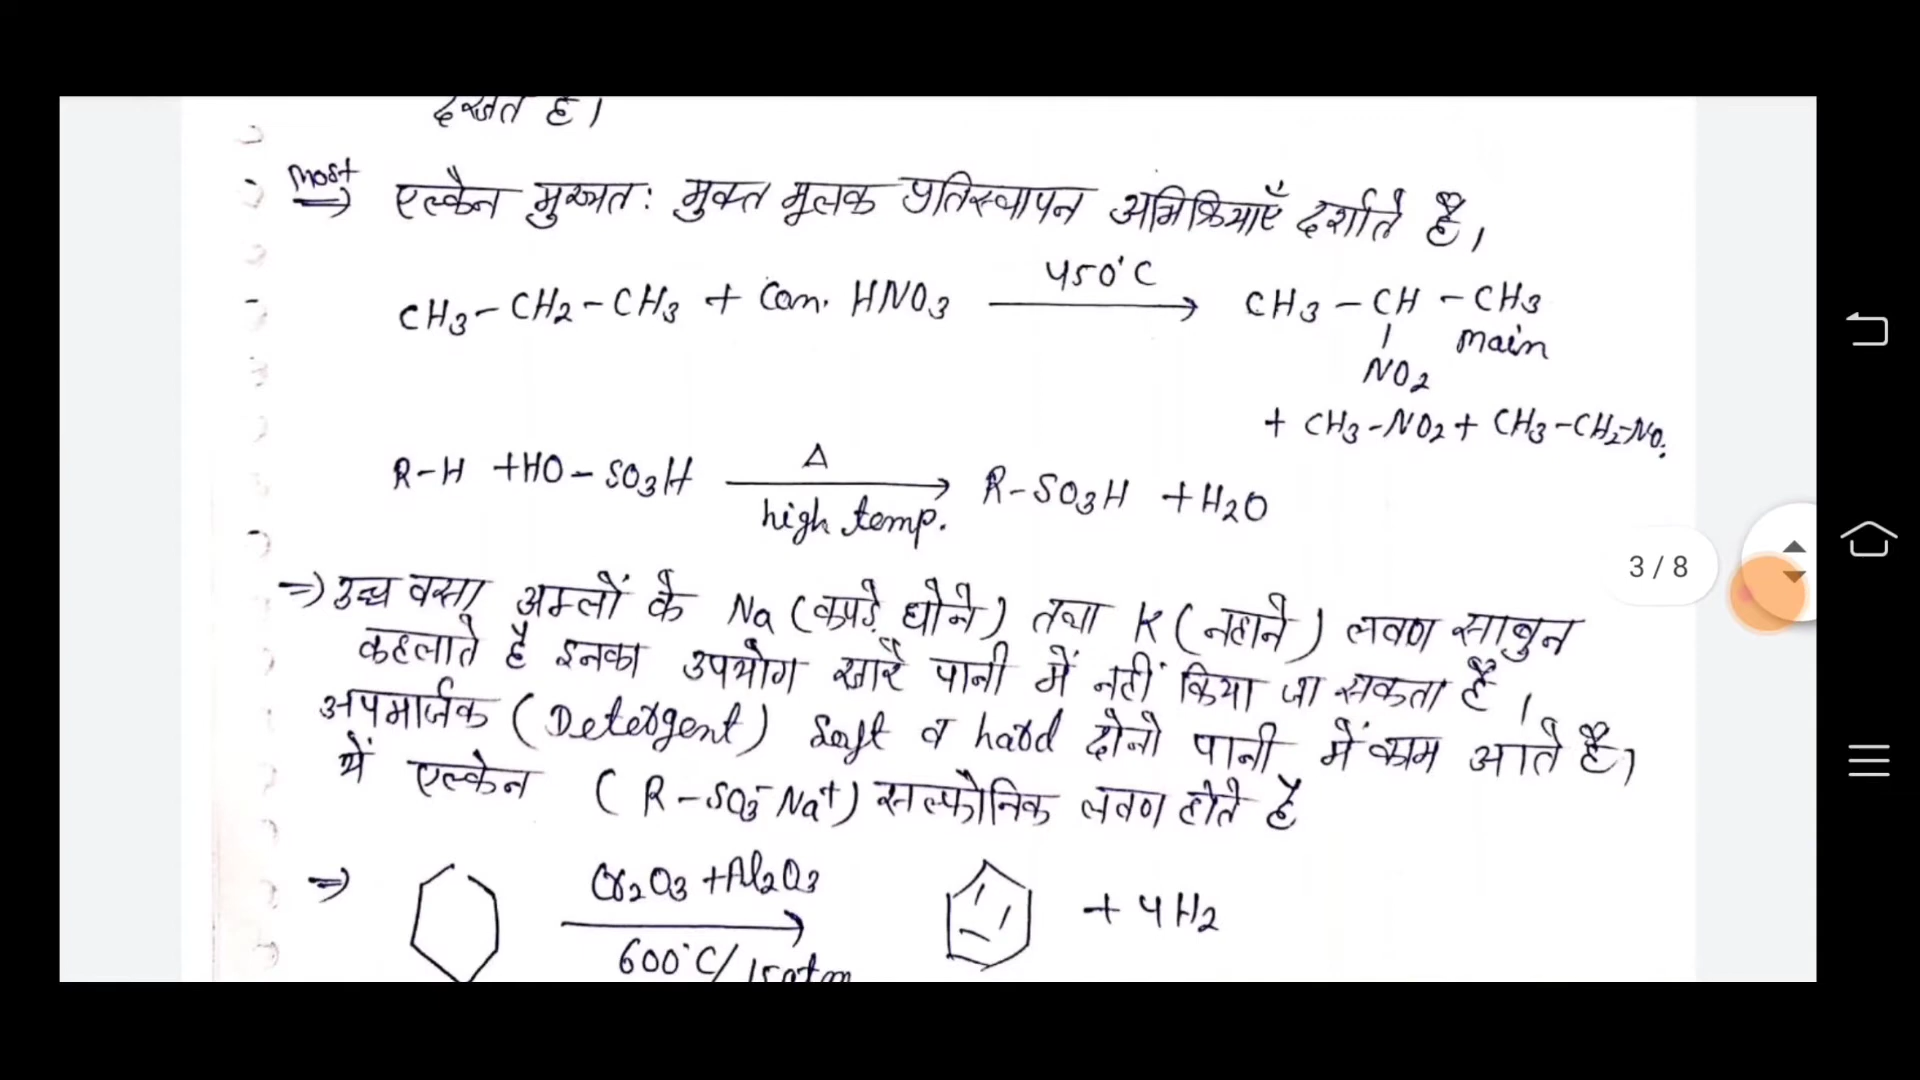 देखते है।
Most
⇒ एल्केन मुख्यतः मुक्त मूलक प्रतिस्थापन अभिक्रियाएँ दर्शाते है।
CH3-CH2-CH3 + Con. HNO3 450°C → CH3-CH-CH3
NO2 main
+ CH3-NO2 + CH3-CH2-NO2
R-H + HO-SO3H Δ → R-SO3H + H2O
high temp.
3 / 8
⇒ उच्च वसा अम्लों के Na (कपड़े धोने) तथा K (नहाने) लवण साबुन
कहलाते है इनका उपयोग खारे पानी में नहीं किया जा सकता है।
अपमार्जक (Detergent) Soft व hard दोनो पानी में काम आते है।
ये एल्केन (R-SO3⁻Na⁺) सल्फोनिक लवण होते है
⇒ Cr2O3 + Al2O3 → + 4H2
600°C/15atm